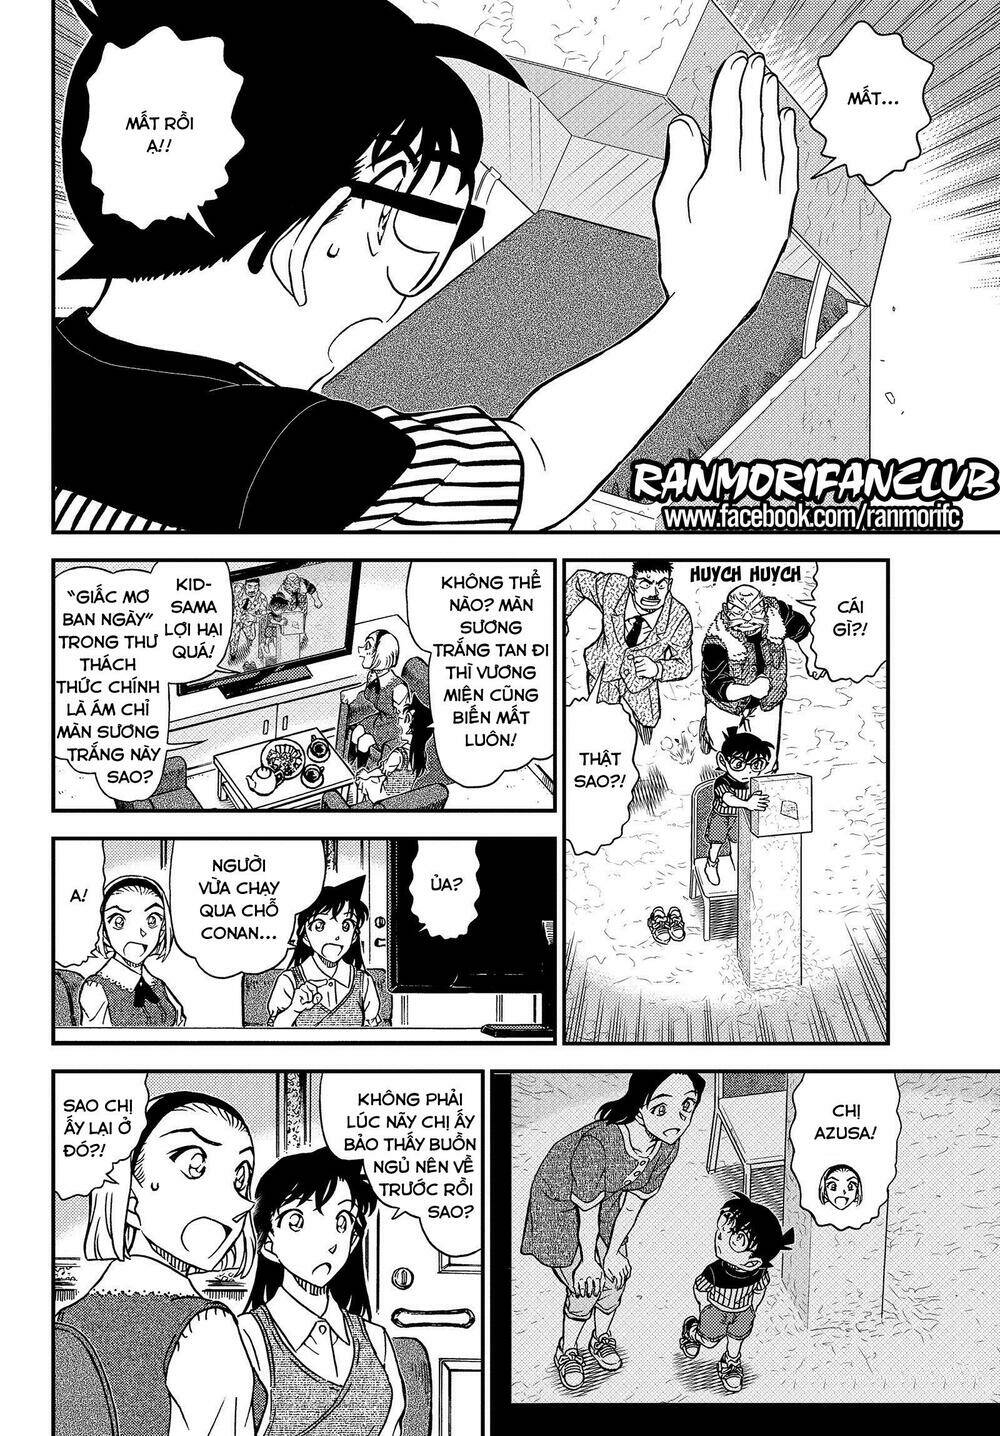 MẤT...
MẤT RỒI
Ạ!!
RANMORIFANCLUB
www.facebook.com/ranmorifc
HUỲCH HUỲCH
CÁI
GÌ?!
THẬT
SAO?!
KHÔNG THỂ
NÀO? MÀN
SƯƠNG
TRẮNG TAN ĐI
THÌ VƯƠNG
MIỆN CŨNG
BIẾN MẤT
LUÔN!
KID-
SAMA
LỢI HẠI
QUÁ!
“GIẤC MƠ
BAN NGÀY”
TRONG THƯ
THÁCH
THỨC CHÍNH
LÀ ÁM CHỈ
MÀN SƯƠNG
TRẮNG NÀY
SAO?
ỦA?
NGƯỜI
VỪA CHẠY
QUA CHỖ
CONAN...
A!
CHỊ
AZUSA!
KHÔNG PHẢI
LÚC NÃY CHỊ ẤY
BẢO THẤY BUỒN
NGỦ NÊN VỀ
TRƯỚC RỒI
SAO?
SAO CHỊ
ẤY LẠI Ở
ĐÓ?!